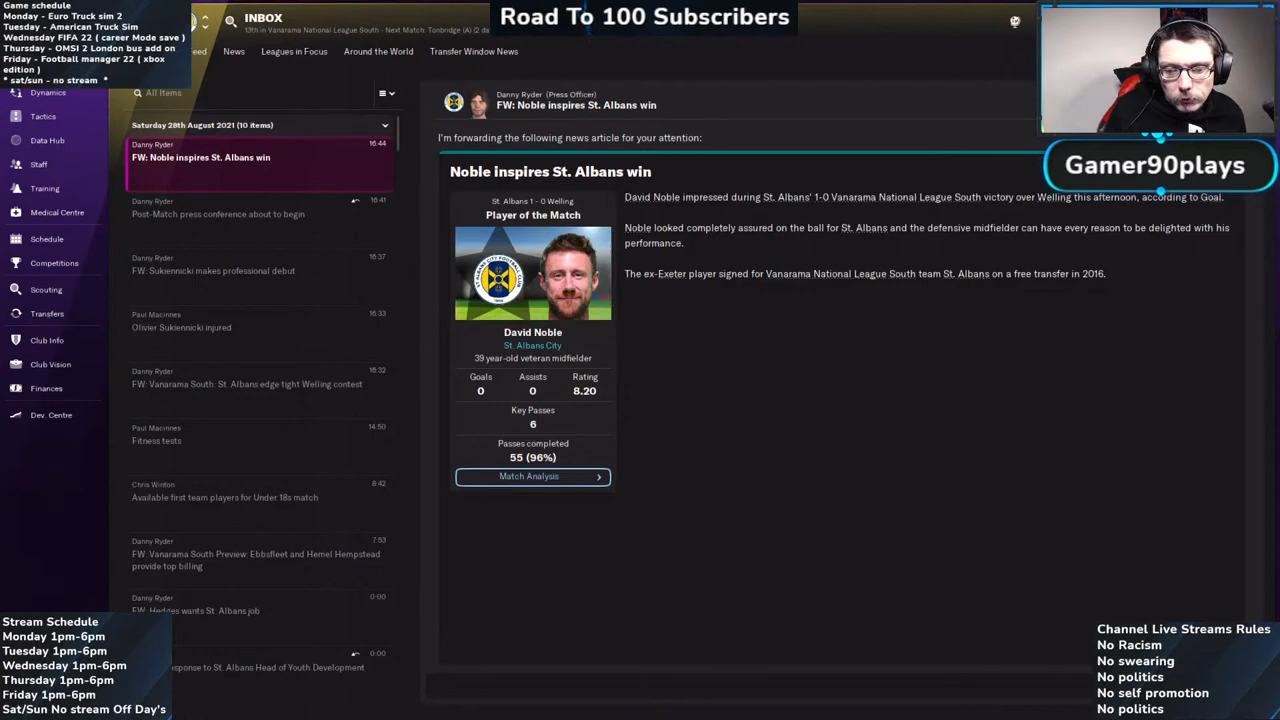 Game schedule
Monday - Euro Truck sim 2
Tuesday - American Truck Sim
Wednesday FIFA 22 ( career Mode save )
Thursday - OMSI 2 London bus add on
Friday - Football manager 22 ( xbox
edition )
* sat/sun - no stream *
Road To 100 Subscribers
INBOX
13th in Vanarama National League South - Next Match: Tonbridge (A) (2 da
News
Leagues in Focus
Around the World
Transfer Window News
Dynamics
Tactics
Data Hub
Staff
Training
Medical Centre
Schedule
Competitions
Scouting
Transfers
Club Info
Club Vision
Finances
Dev. Centre
All Items
Saturday 28th August 2021 (10 items)
Danny Ryder 16:44
FW: Noble inspires St. Albans win
Danny Ryder 16:41
Post-Match press conference about to begin
Danny Ryder 16:37
FW: Sukiennicki makes professional debut
Paul Macinnes 16:33
Olivier Sukiennicki injured
Danny Ryder 16:32
FW: Vanarama South: St. Albans edge tight Welling contest
Paul Macinnes 14:50
Fitness tests
Chris Winton 8:42
Available first team players for Under 18s match
Danny Ryder 7:53
FW: Vanarama South Preview: Ebbsfleet and Hemel Hempstead
provide top billing
Danny Ryder 0:00
FW: Hedges wants St. Albans job
0:00
sponse to St. Albans Head of Youth Development
Danny Ryder (Press Officer)
FW: Noble inspires St. Albans win
I'm forwarding the following news article for your attention:
Noble inspires St. Albans win
St. Albans 1 - 0 Welling
Player of the Match
David Noble
St. Albans City
39 year-old veteran midfielder
Goals Assists Rating
0 0 8.20
Key Passes
6
Passes completed
55 (96%)
Match Analysis
David Noble impressed during St. Albans' 1-0 Vanarama National League South victory over Welling this afternoon, according to Goal.
Noble looked completely assured on the ball for St. Albans and the defensive midfielder can have every reason to be delighted with his
performance.
The ex-Exeter player signed for Vanarama National League South team St. Albans on a free transfer in 2016.
Gamer90plays
Stream Schedule
Monday 1pm-6pm
Tuesday 1pm-6pm
Wednesday 1pm-6pm
Thursday 1pm-6pm
Friday 1pm-6pm
Sat/Sun No stream Off Day's
Channel Live Streams Rules
No Racism
No swearing
No politics
No self promotion
No politics